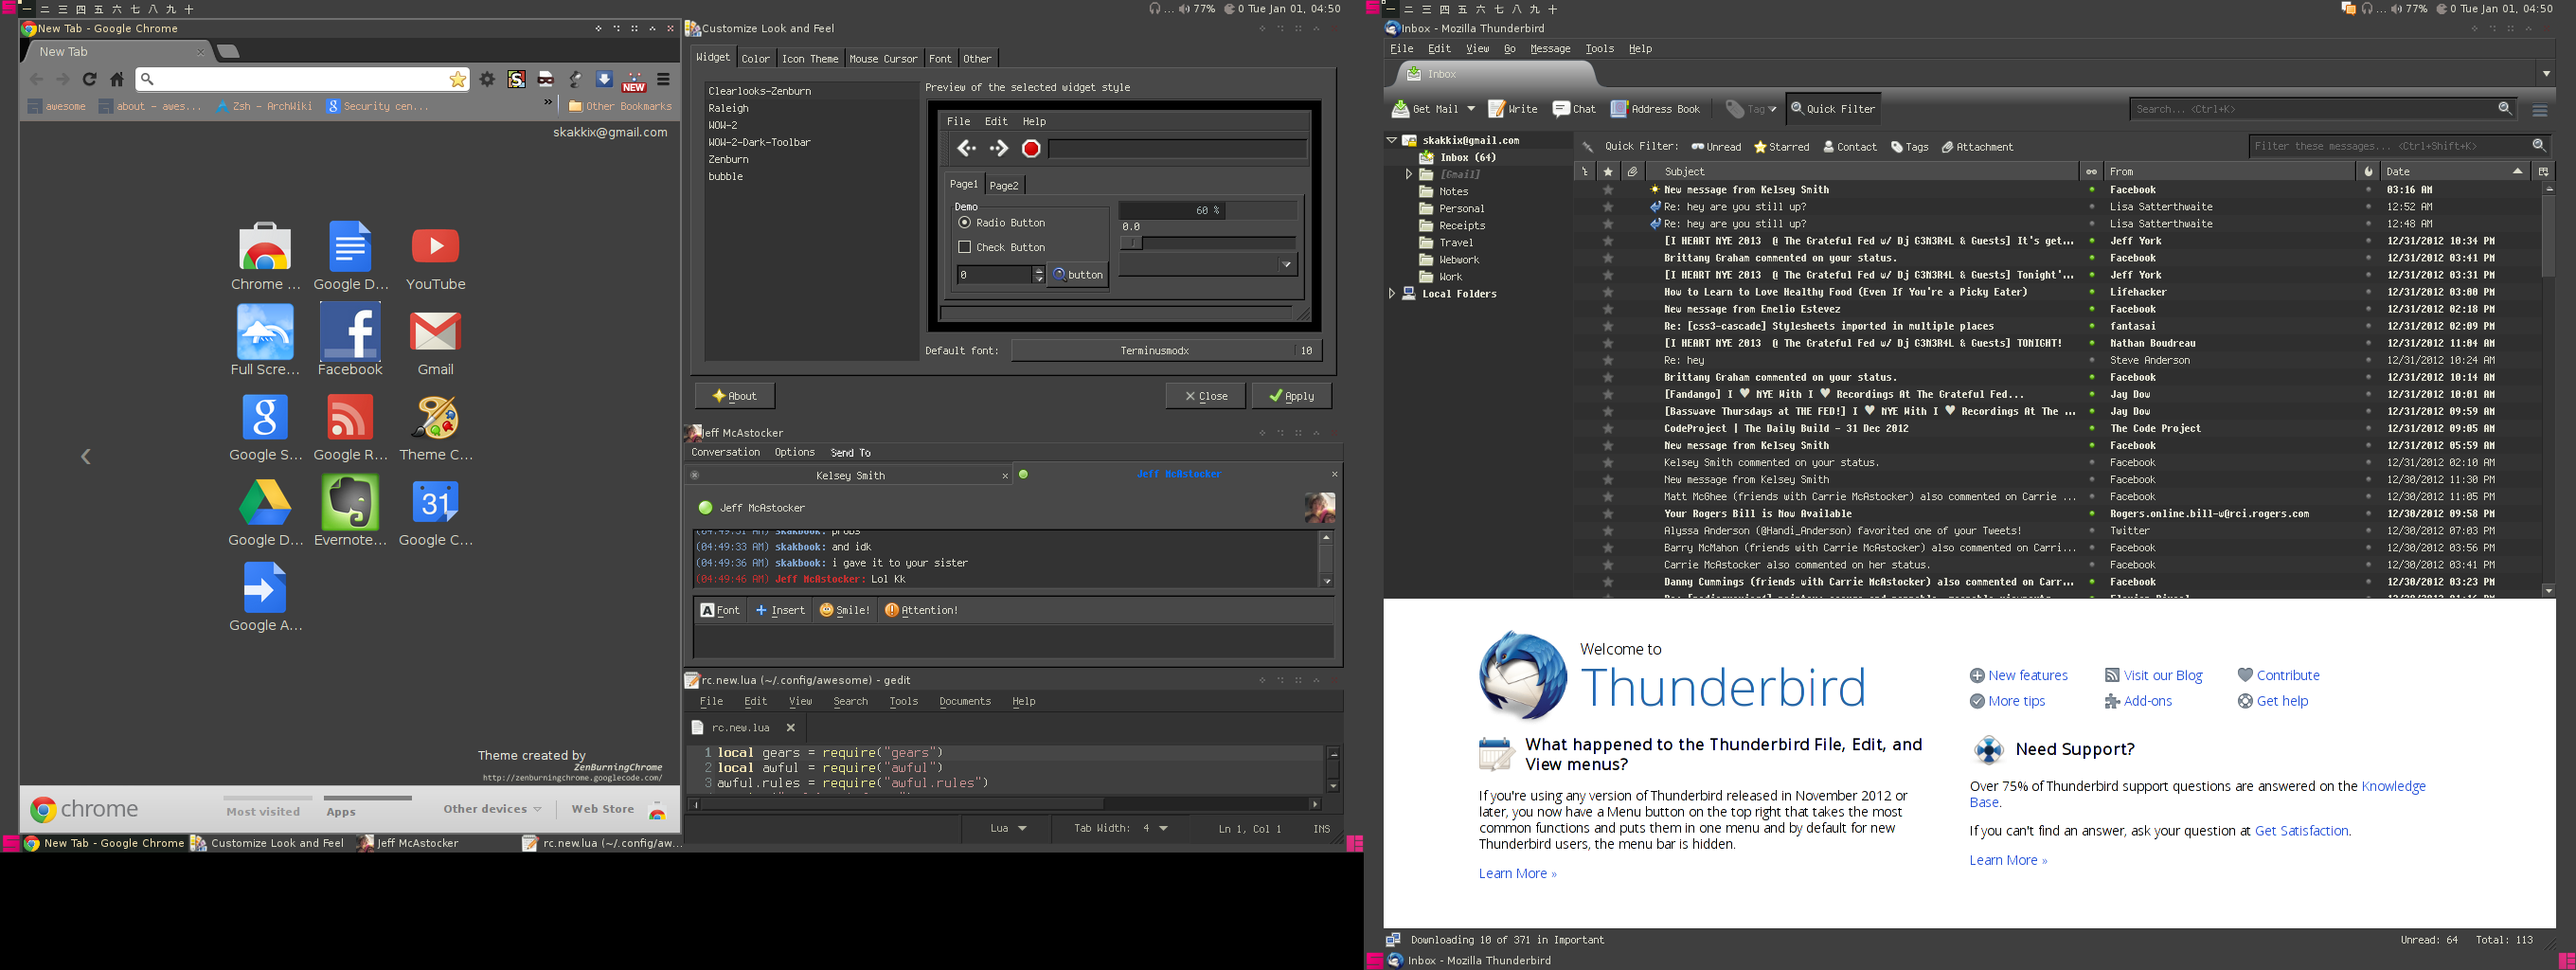 一 二 三 四 五 六 七 八 九 十
... 77% 0 Tue Jan 01, 04:50
New Tab - Google Chrome
New Tab
NEW
awesome about - awes... Zsh - ArchWiki Security cen... » Other Bookmarks
skakkix@gmail.com
Chrome ... Google D... YouTube
Full Scre... Facebook Gmail
Google S... Google R... Theme C...
31
Google D... Evernote... Google C...
Google A...
Theme created by
ZenBurningChrome
http://zenburningchrome.googlecode.com/
chrome Most visited Apps Other devices Web Store
Customize Look and Feel
Widget Color Icon Theme Mouse Cursor Font Other
Clearlooks-Zenburn
Raleigh
WOW-2
WOW-2-Dark-Toolbar
Zenburn
bubble
Preview of the selected widget style
File Edit Help
Page1 Page2
Demo
Radio Button
Check Button
0 button
60 %
0.0
Default font: Terminusmodx 10
About Close Apply
Jeff McAstocker
Conversation Options Send To
Kelsey Smith Jeff McAstocker
Jeff McAstocker
(04:49:31 AM) skakbook: probs
(04:49:33 AM) skakbook: and idk
(04:49:36 AM) skakbook: i gave it to your sister
(04:49:46 AM) Jeff McAstocker: Lol Kk
Font Insert Smile! Attention!
rc.new.lua (~/.config/awesome) - gedit
File Edit View Search Tools Documents Help
rc.new.lua
1 local gears = require("gears")
2 local awful = require("awful")
3 awful.rules = require("awful.rules")
Lua Tab Width: 4 Ln 1, Col 1 INS
New Tab - Google Chrome Customize Look and Feel Jeff McAstocker rc.new.lua (~/.config/aw...
一 二 三 四 五 六 七 八 九 十
... 77% 0 Tue Jan 01, 04:50
Inbox - Mozilla Thunderbird
File Edit View Go Message Tools Help
Inbox
Get Mail Write Chat Address Book Tag Quick Filter Search... <Ctrl+K>
skakkix@gmail.com
Inbox (64)
[Gmail]
Notes
Personal
Receipts
Travel
Webwork
Work
Local Folders
Quick Filter: Unread Starred Contact Tags Attachment Filter these messages... <Ctrl+Shift+K>
Subject From Date
New message from Kelsey Smith Facebook 03:16 AM
Re: hey are you still up? Lisa Satterthwaite 12:52 AM
Re: hey are you still up? Lisa Satterthwaite 12:48 AM
[I HEART NYE 2013 @ The Grateful Fed w/ Dj G3N3R4L & Guests] It's get... Jeff York 12/31/2012 10:34 PM
Brittany Graham commented on your status. Facebook 12/31/2012 03:41 PM
[I HEART NYE 2013 @ The Grateful Fed w/ Dj G3N3R4L & Guests] Tonight'... Jeff York 12/31/2012 03:31 PM
How to Learn to Love Healthy Food (Even If You're a Picky Eater) Lifehacker 12/31/2012 03:00 PM
New message from Emelio Estevez Facebook 12/31/2012 02:18 PM
Re: [css3-cascade] Stylesheets imported in multiple places fantasai 12/31/2012 02:09 PM
[I HEART NYE 2013 @ The Grateful Fed w/ Dj G3N3R4L & Guests] TONIGHT! Nathan Boudreau 12/31/2012 11:04 AM
Re: hey Steve Anderson 12/31/2012 10:24 AM
Brittany Graham commented on your status. Facebook 12/31/2012 10:14 AM
[Fandango] I ♥ NYE With I ♥ Recordings At The Grateful Fed... Jay Dow 12/31/2012 10:01 AM
[Basswave Thursdays at THE FED!] I ♥ NYE With I ♥ Recordings At The ... Jay Dow 12/31/2012 09:59 AM
CodeProject | The Daily Build - 31 Dec 2012 The Code Project 12/31/2012 09:05 AM
New message from Kelsey Smith Facebook 12/31/2012 05:59 AM
Kelsey Smith commented on your status. Facebook 12/31/2012 02:10 AM
New message from Kelsey Smith Facebook 12/30/2012 11:30 PM
Matt McGhee (friends with Carrie McAstocker) also commented on Carrie ... Facebook 12/30/2012 11:05 PM
Your Rogers Bill is Now Available Rogers.online.bill-w@rci.rogers.com 12/30/2012 09:58 PM
Alyssa Anderson (@Handi_Anderson) favorited one of your Tweets! Twitter 12/30/2012 07:03 PM
Barry McMahon (friends with Carrie McAstocker) also commented on Carri... Facebook 12/30/2012 03:56 PM
Carrie McAstocker also commented on her status. Facebook 12/30/2012 03:41 PM
Danny Cummings (friends with Carrie McAstocker) also commented on Carr... Facebook 12/30/2012 03:23 PM
Welcome to
Thunderbird
New features Visit our Blog Contribute
More tips Add-ons Get help
What happened to the Thunderbird File, Edit, and
View menus?
If you're using any version of Thunderbird released in November 2012 or
later, you now have a Menu button on the top right that takes the most
common functions and puts them in one menu and by default for new
Thunderbird users, the menu bar is hidden.
Learn More »
Need Support?
Over 75% of Thunderbird support questions are answered on the Knowledge
Base.
If you can't find an answer, ask your question at Get Satisfaction.
Learn More »
Downloading 10 of 371 in Important Unread: 64 Total: 113
Inbox - Mozilla Thunderbird